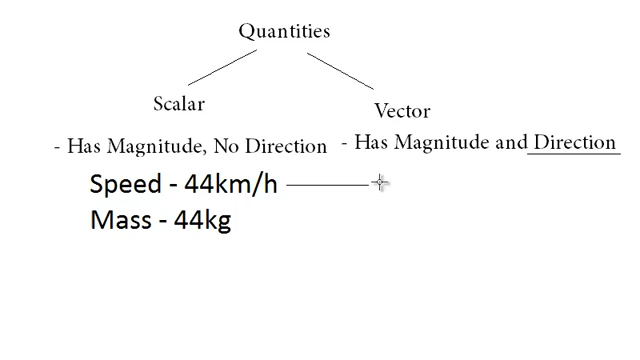 Quantities
Scalar
Vector
- Has Magnitude, No Direction
- Has Magnitude and Direction
Speed - 44km/h
Mass - 44kg